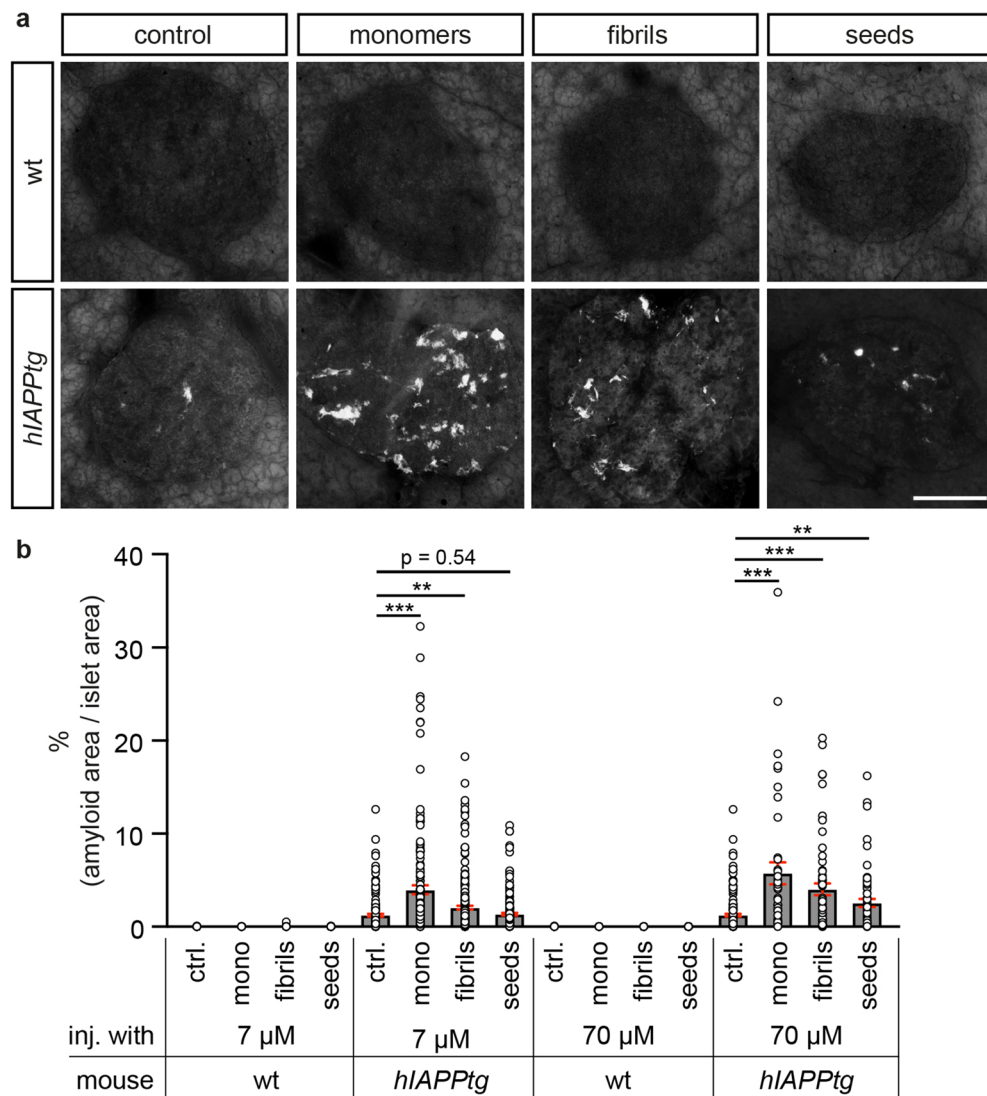 a
control monomers fibrils seeds
wt
hIAPPtg
b
%
(amyloid area / islet area)
40
30
20
10
0
p = 0.54
**
***
**
***
***
ctrl. mono fibrils seeds ctrl. mono fibrils seeds ctrl. mono fibrils seeds ctrl. mono fibrils seeds
inj. with 7 µM 7 µM 70 µM 70 µM
mouse wt hIAPPtg wt hIAPPtg